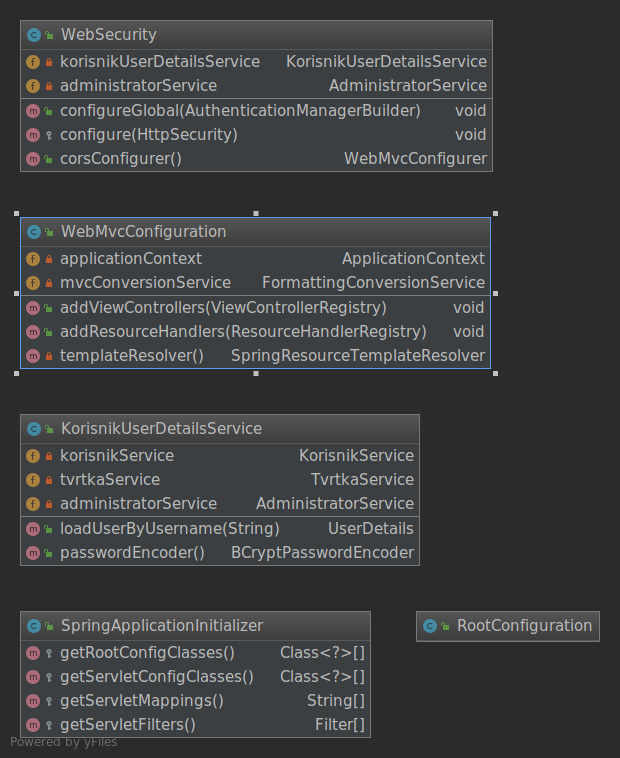 WebSecurity
korisnikUserDetailsService KorisnikUserDetailsService
administratorService AdministratorService
configureGlobal(AuthenticationManagerBuilder) void
configure(HttpSecurity) void
corsConfigurer() WebMvcConfigurer
WebMvcConfiguration
applicationContext ApplicationContext
mvcConversionService FormattingConversionService
addViewControllers(ViewControllerRegistry) void
addResourceHandlers(ResourceHandlerRegistry) void
templateResolver() SpringResourceTemplateResolver
KorisnikUserDetailsService
korisnikService KorisnikService
tvrtkaService TvrtkaService
administratorService AdministratorService
loadUserByUsername(String) UserDetails
passwordEncoder() BCryptPasswordEncoder
SpringApplicationInitializer
getRootConfigClasses() Class<?>[]
getServletConfigClasses() Class<?>[]
getServletMappings() String[]
getServletFilters() Filter[]
RootConfiguration
Powered by yFiles